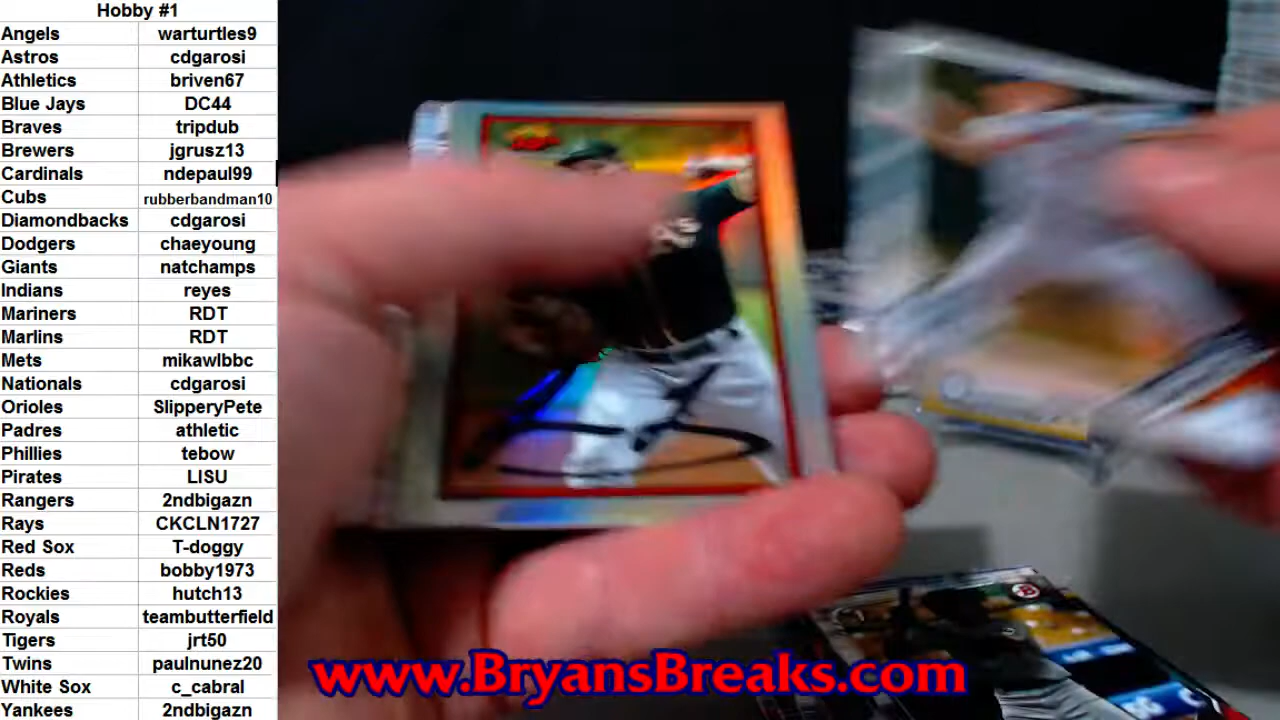 Hobby #1
Angels warturtles9
Astros cdgarosi
Athletics briven67
Blue Jays DC44
Braves tripdub
Brewers jgrusz13
Cardinals ndepaul99
Cubs rubberbandman10
Diamondbacks cdgarosi
Dodgers chaeyoung
Giants natchamps
Indians reyes
Mariners RDT
Marlins RDT
Mets mikawlbbc
Nationals cdgarosi
Orioles SlipperyPete
Padres athletic
Phillies tebow
Pirates LISU
Rangers 2ndbigazn
Rays CKCLN1727
Red Sox T-doggy
Reds bobby1973
Rockies hutch13
Royals teambutterfield
Tigers jrt50
Twins paulnunez20
White Sox c_cabral
Yankees 2ndbigazn
www.BryansBreaks.com